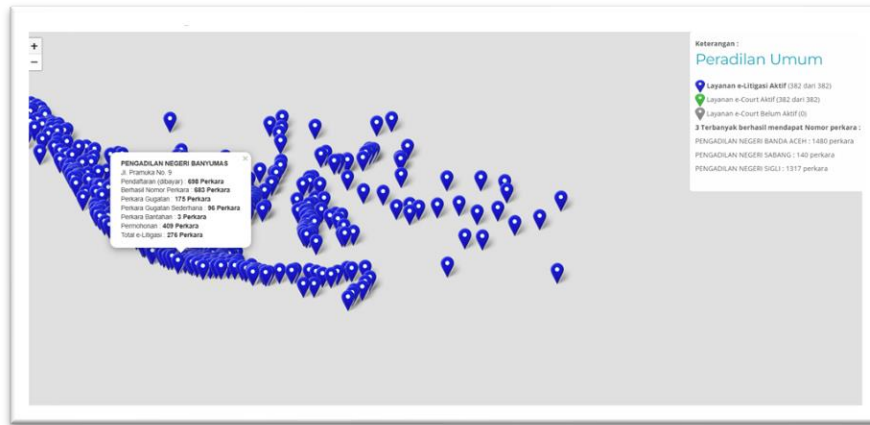 +
−
PENGADILAN NEGERI BANYUMAS
×
Jl. Pramuka No. 9
Pendaftaran (dibayar) : 698 Perkara
Berhasil Nomor Perkara : 683 Perkara
Perkara Gugatan : 175 Perkara
Perkara Gugatan Sederhana : 96 Perkara
Perkara Bantahan : 3 Perkara
Permohonan : 409 Perkara
Total e-Litigasi : 276 Perkara
Keterangan :
Peradilan Umum
Layanan e-Litigasi Aktif (382 dari 382)
Layanan e-Court Aktif (382 dari 382)
Layanan e-Court Belum Aktif (0)
3 Terbanyak berhasil mendapat Nomor perkara :
PENGADILAN NEGERI BANDA ACEH : 1480 perkara
PENGADILAN NEGERI SABANG : 140 perkara
PENGADILAN NEGERI SIGLI : 1317 perkara